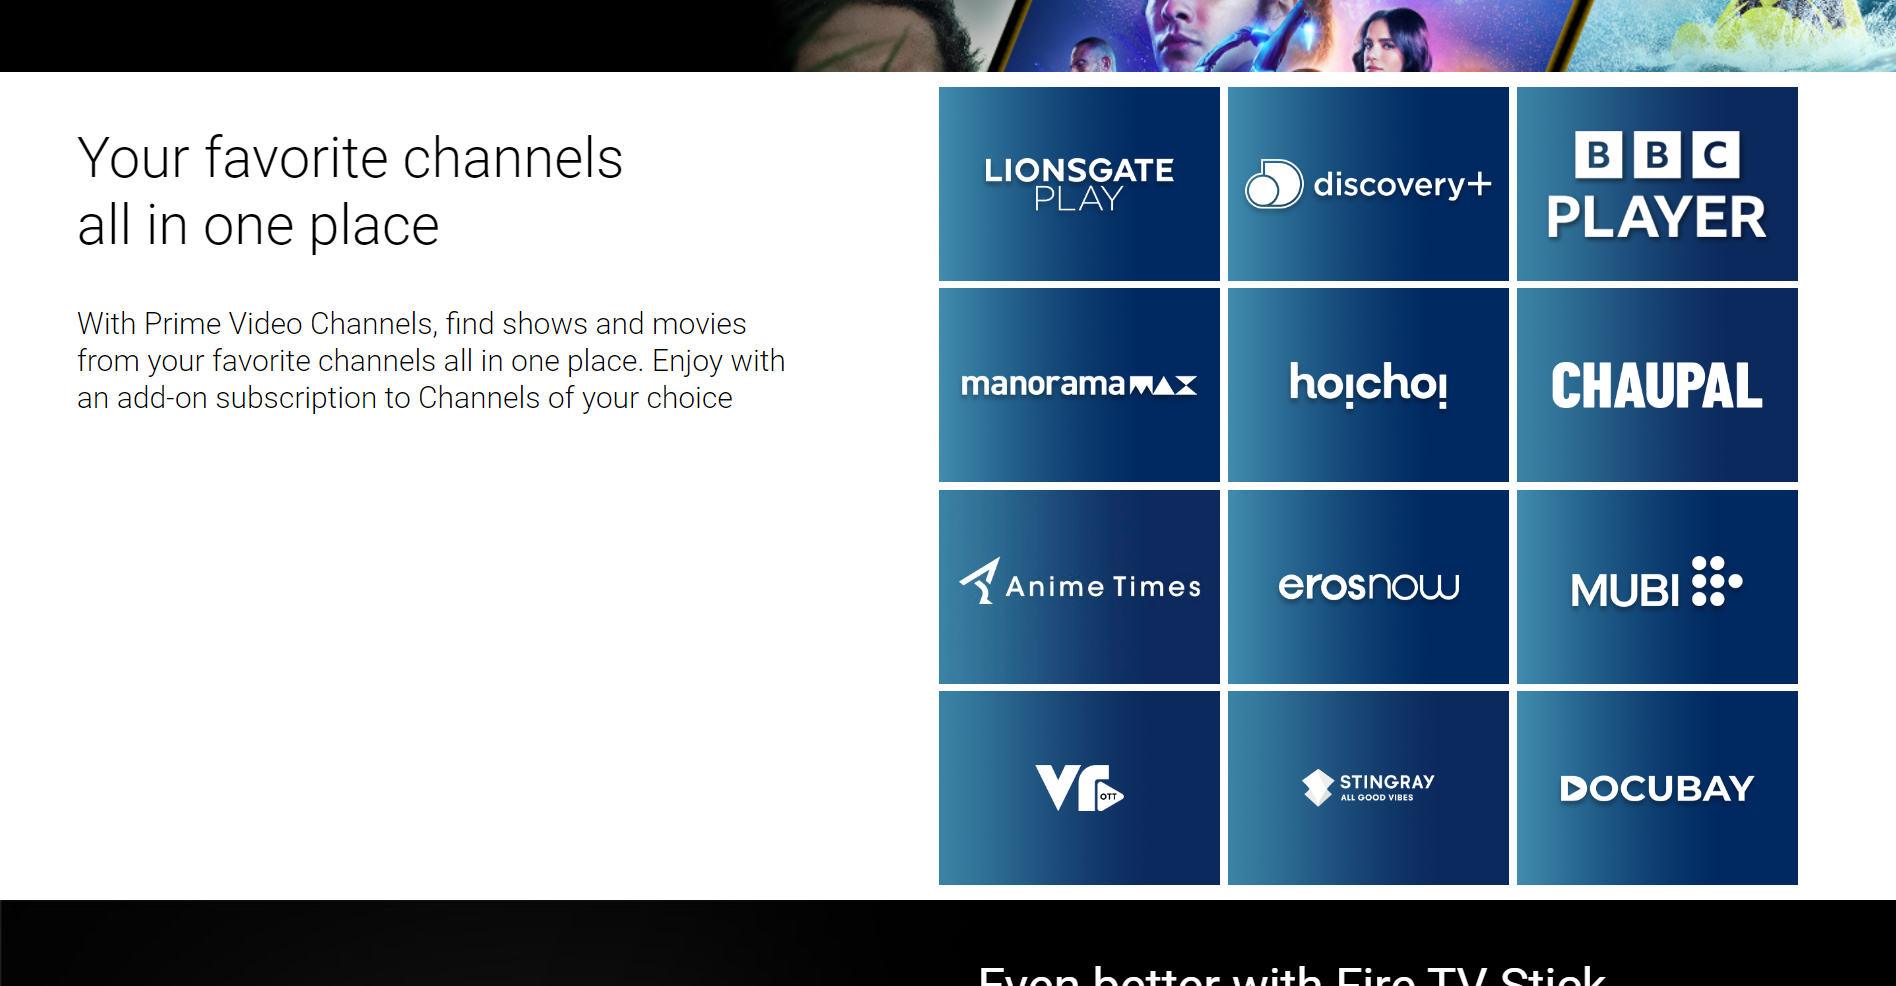 Your favorite channels
all in one place
With Prime Video Channels, find shows and movies
from your favorite channels all in one place. Enjoy with
an add-on subscription to Channels of your choice
LIONSGATE
PLAY
discovery+
BBC
PLAYER
manoramaMAX
hoichoi
CHAUPAL
Anime Times
erosnow
MUBI
vr
OTT
STINGRAY
ALL GOOD VIBES
DOCUBAY
Even better with Fire TV Stick